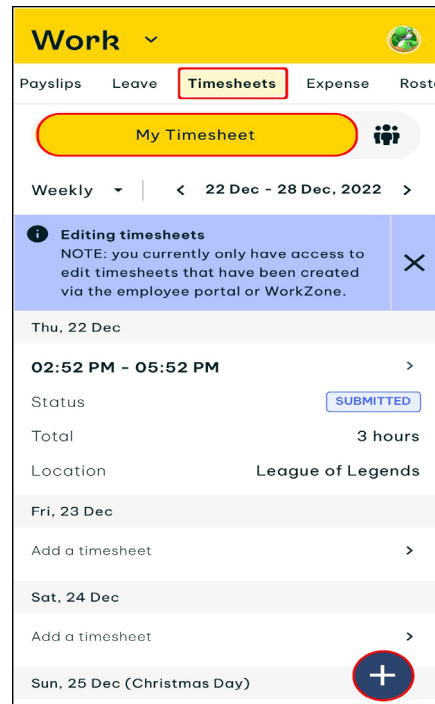 Work
Payslips Leave Timesheets Expense Rost
My Timesheet
Weekly 22 Dec - 28 Dec, 2022
Editing timesheets
NOTE: you currently only have access to
edit timesheets that have been created
via the employee portal or WorkZone.
Thu, 22 Dec
02:52 PM - 05:52 PM
Status SUBMITTED
Total 3 hours
Location League of Legends
Fri, 23 Dec
Add a timesheet
Sat, 24 Dec
Add a timesheet
Sun, 25 Dec (Christmas Day)